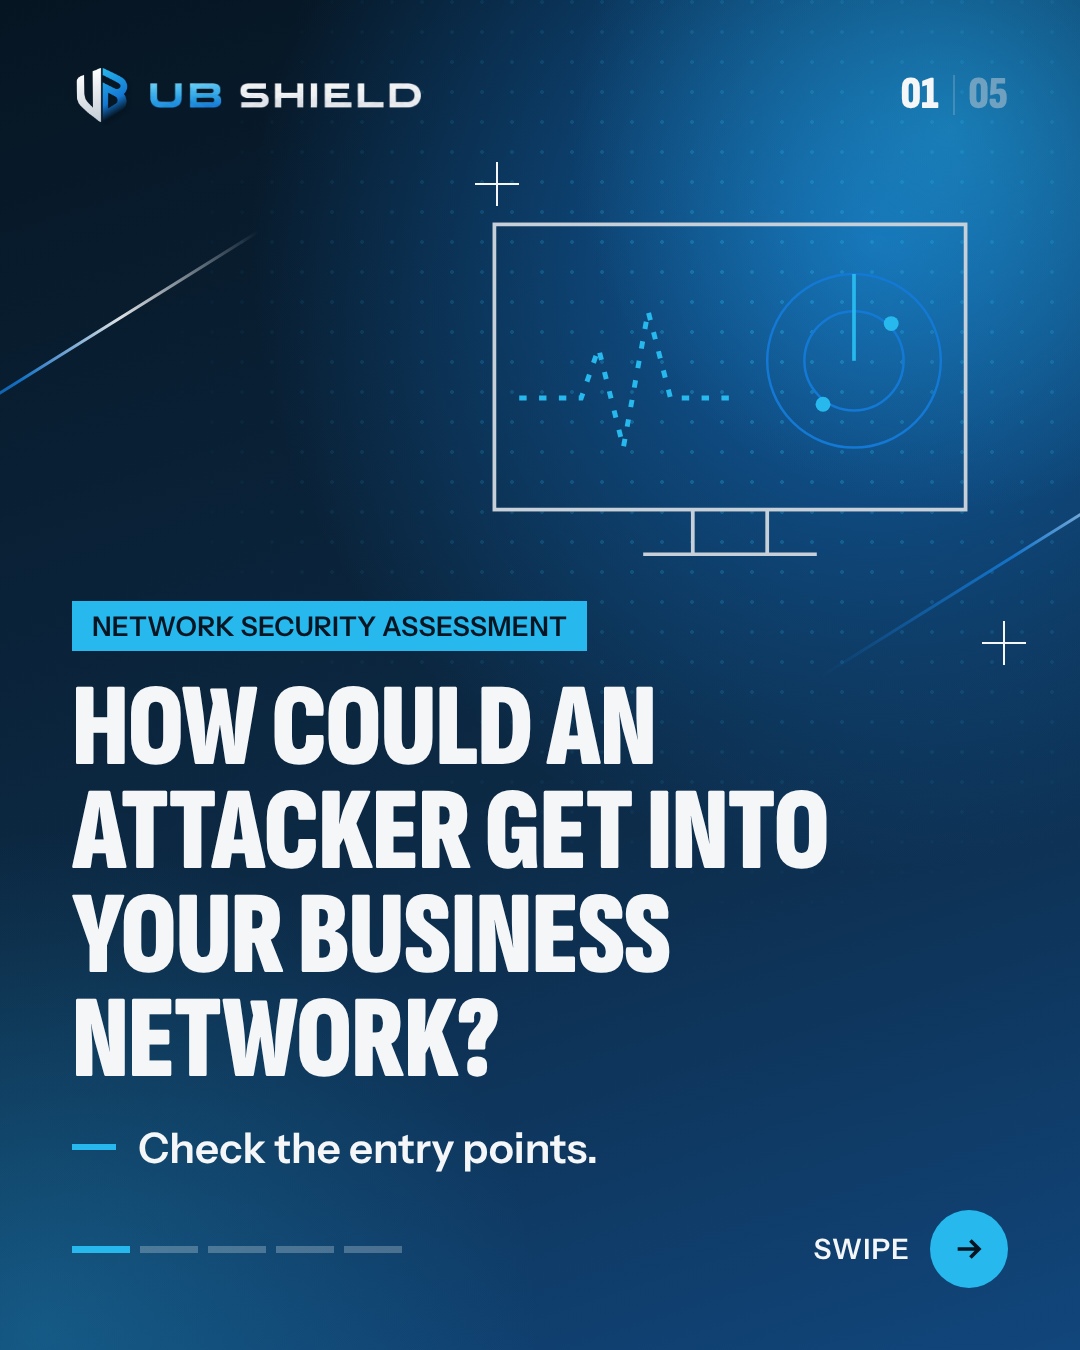 UB SHIELD
01 | 05
NETWORK SECURITY ASSESSMENT
HOW COULD AN
ATTACKER GET INTO
YOUR BUSINESS
NETWORK?
Check the entry points.
SWIPE